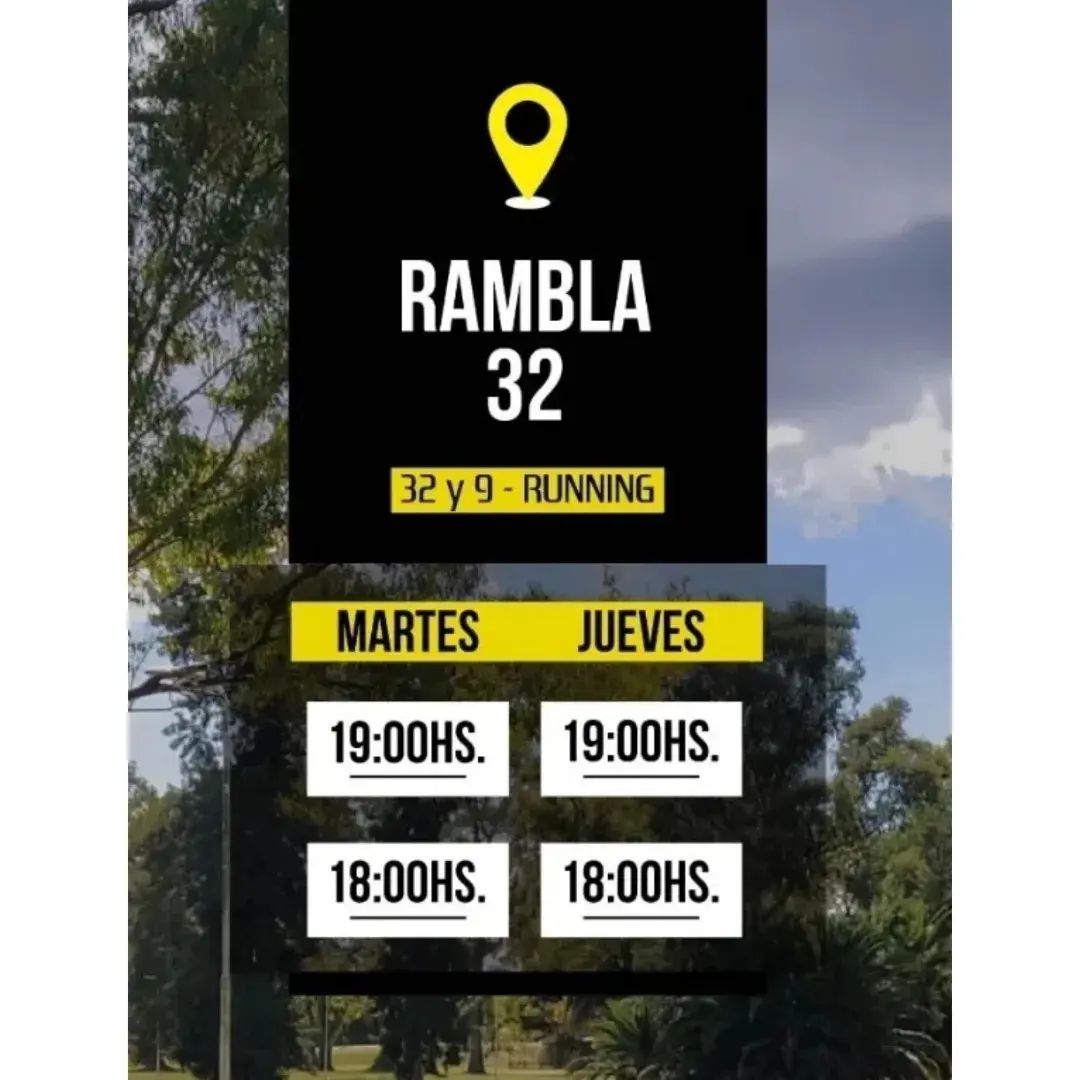 RAMBLA
32
32 y 9 - RUNNING
MARTES JUEVES
19:00HS. 19:00HS.
18:00HS. 18:00HS.